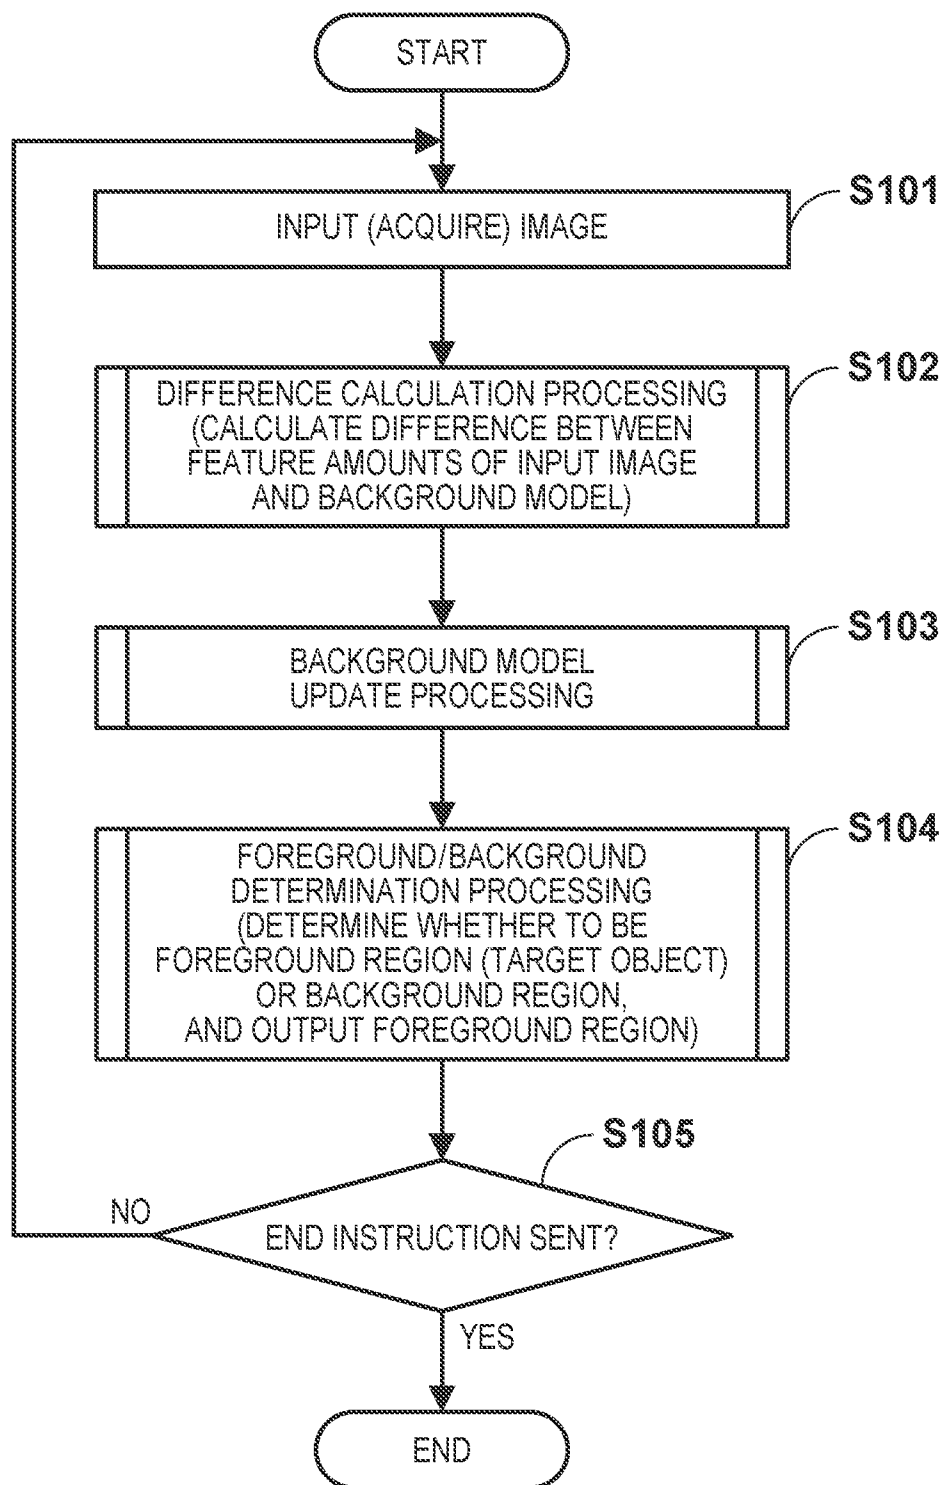 START
S101
INPUT (ACQUIRE) IMAGE
S102
DIFFERENCE CALCULATION PROCESSING
(CALCULATE DIFFERENCE BETWEEN
FEATURE AMOUNTS OF INPUT IMAGE
AND BACKGROUND MODEL)
S103
BACKGROUND MODEL
UPDATE PROCESSING
S104
FOREGROUND/BACKGROUND
DETERMINATION PROCESSING
(DETERMINE WHETHER TO BE
FOREGROUND REGION (TARGET OBJECT)
OR BACKGROUND REGION,
AND OUTPUT FOREGROUND REGION)
S105
NO
END INSTRUCTION SENT?
YES
END